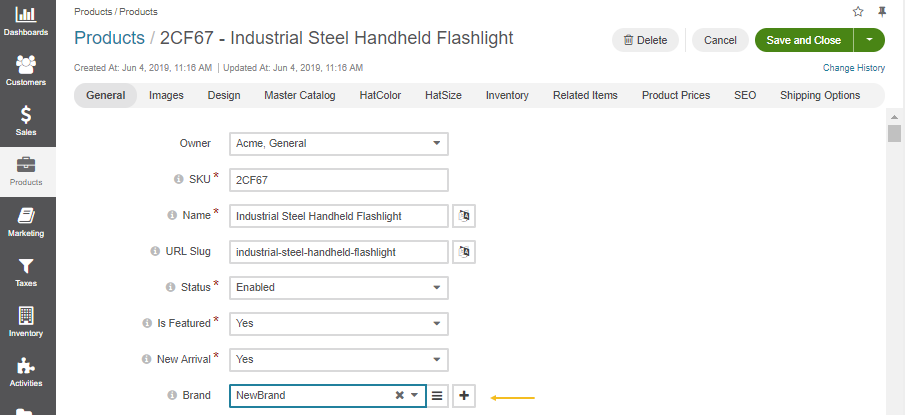 Products / Products
Dashboards
Products / 2CF67 - Industrial Steel Handheld Flashlight
Delete
Cancel
Save and Close
Created At: Jun 4, 2019, 11:16 AM | Updated At: Jun 4, 2019, 11:16 AM
Change History
Customers
General Images Design Master Catalog HatColor HatSize Inventory Related Items Product Prices SEO Shipping Options
Sales
Owner Acme, General
Products
SKU * 2CF67
Name * Industrial Steel Handheld Flashlight
Marketing
URL Slug industrial-steel-handheld-flashlight
Taxes
Status * Enabled
Inventory
Is Featured * Yes
New Arrival * Yes
Activities
Brand NewBrand